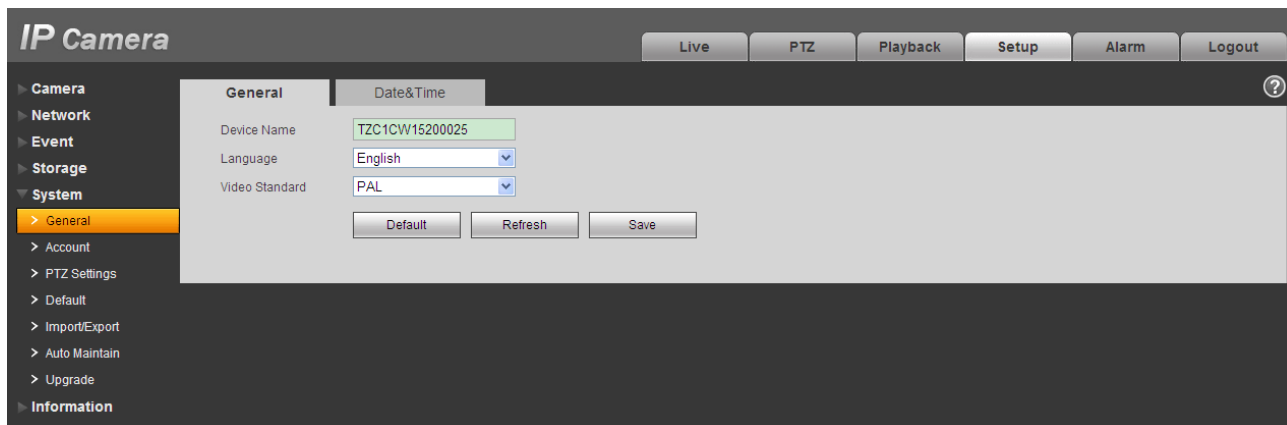 IP Camera
Live PTZ Playback Setup Alarm Logout
Camera
Network
Event
Storage
System
General
Account
PTZ Settings
Default
Import/Export
Auto Maintain
Upgrade
Information
General Date&Time
?
Device Name TZC1CW15200025
Language English
Video Standard PAL
Default Refresh Save